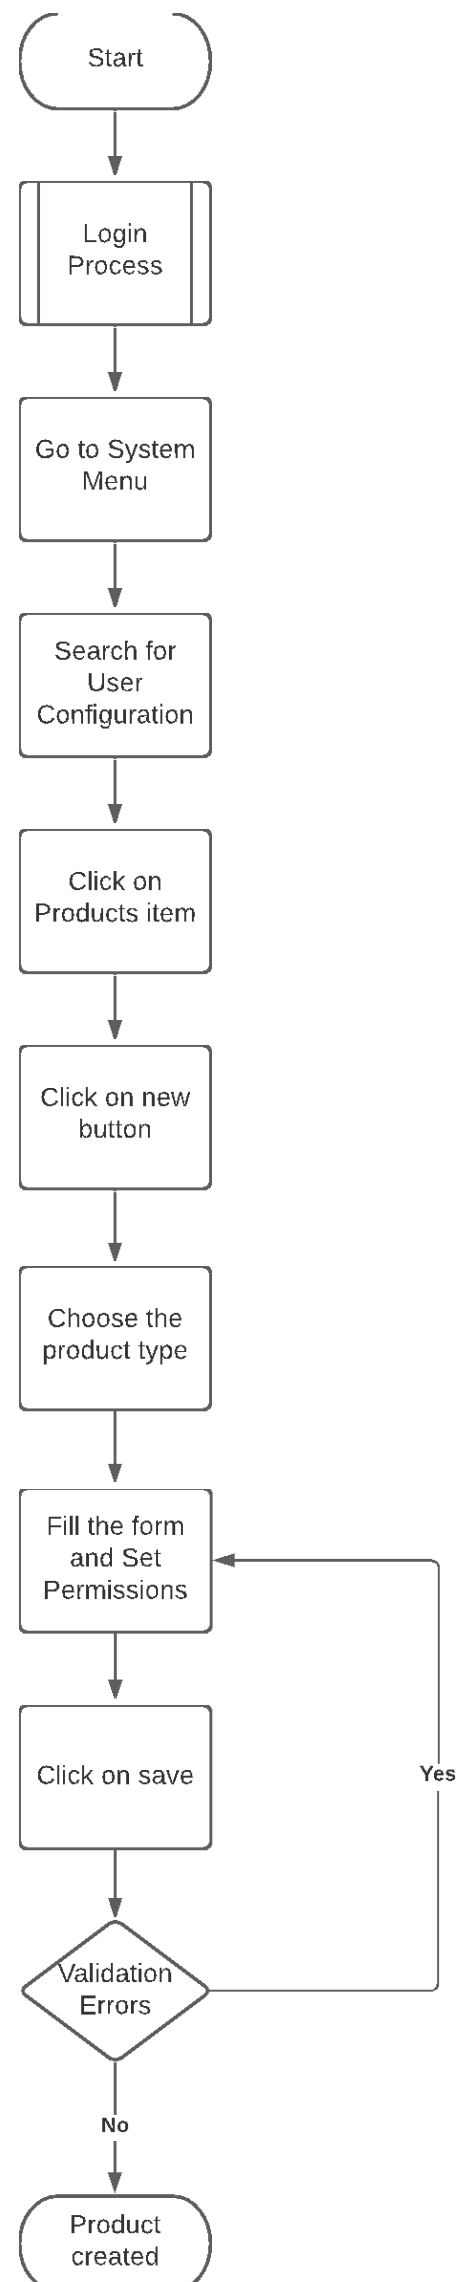 Start
Login
Process
Go to System
Menu
Search for
User
Configuration
Click on
Products item
Click on new
button
Choose the
product type
Fill the form
and Set
Permissions
Click on save
Yes
Validation
Errors
No
Product
created